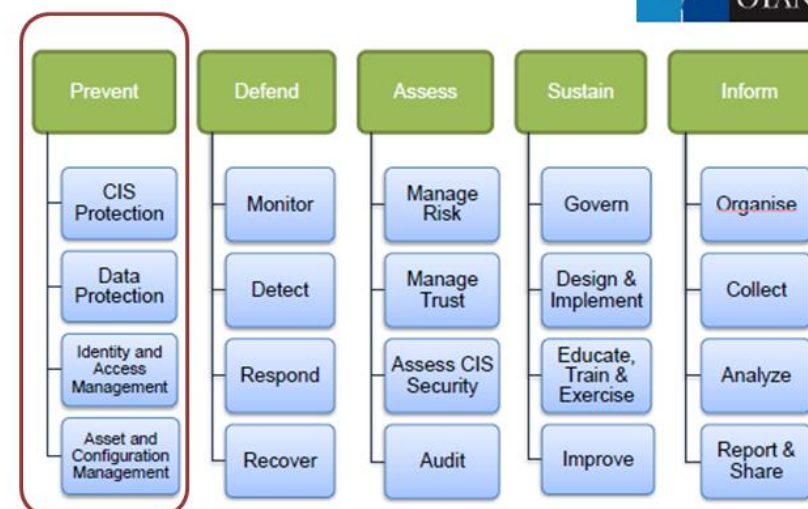 OTAN
Prevent
Defend
Assess
Sustain
Inform
CIS
Protection
Data
Protection
Identity and
Access
Management
Asset and
Configuration
Management
Monitor
Detect
Respond
Recover
Manage
Risk
Manage
Trust
Assess CIS
Security
Audit
Govern
Design &
Implement
Educate,
Train &
Exercise
Improve
Organise
Collect
Analyze
Report &
Share